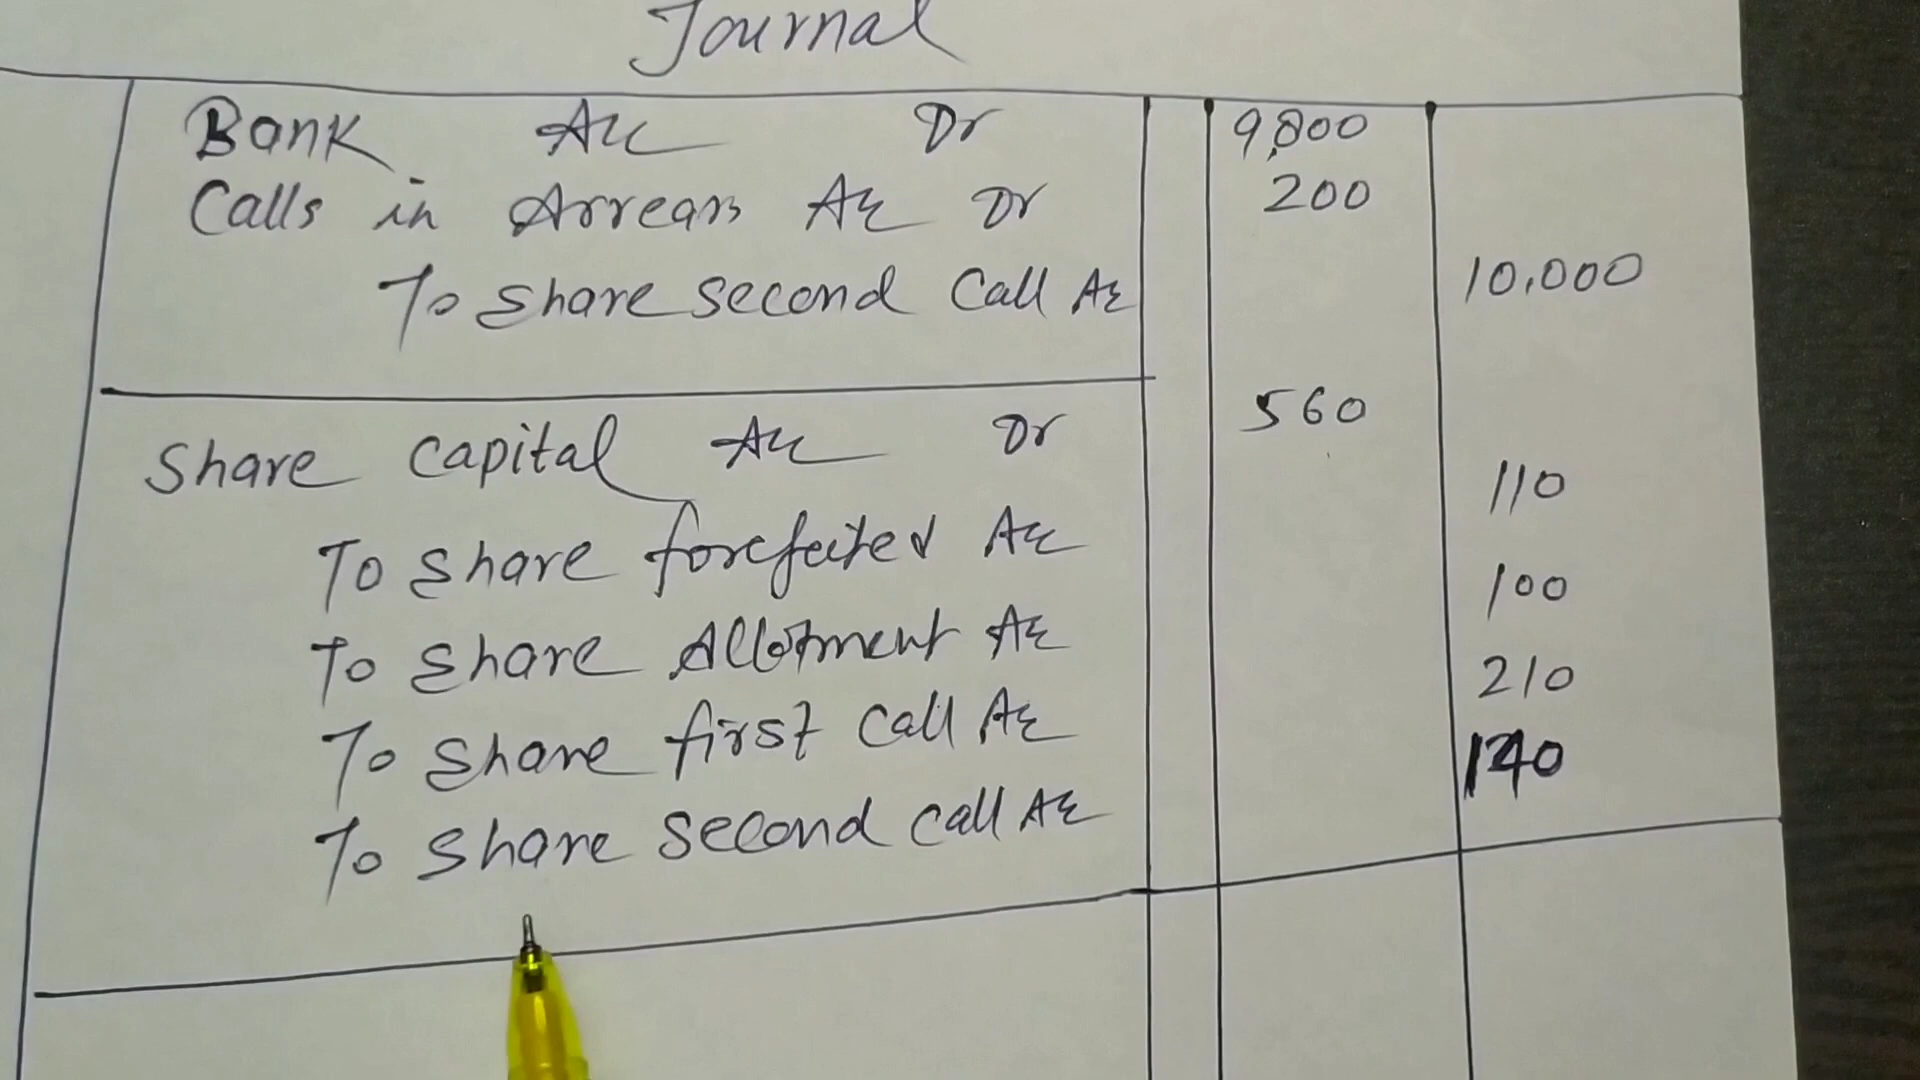 Journal
Bank A/c Dr 9,800
Calls in Arrears A/c Dr 200
To Share Second Call A/c 10,000
Share Capital A/c Dr 560
To Share forefeited A/c 110
To Share Allotment A/c 100
To Share first Call A/c 210
To Share Second Call A/c 140